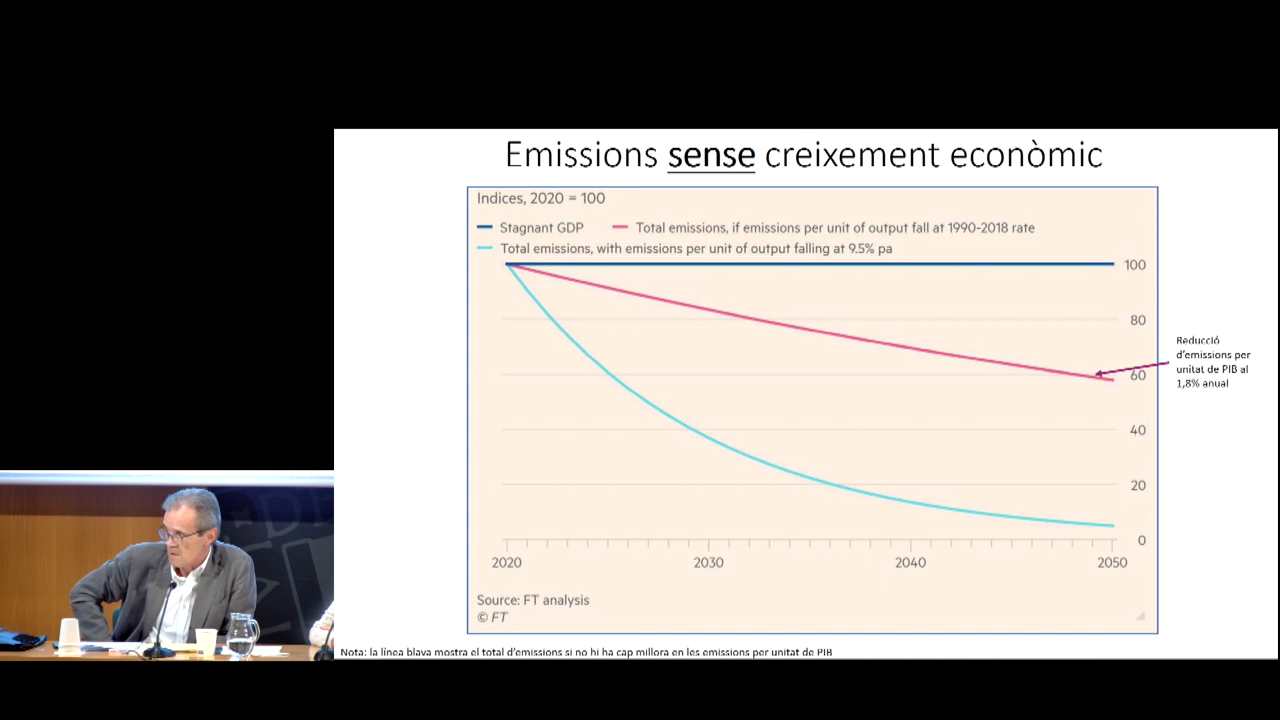 Emissions sense creixement econòmic
Indices, 2020 = 100
Stagnant GDP
Total emissions, if emissions per unit of output fall at 1990-2018 rate
Total emissions, with emissions per unit of output falling at 9.5% pa
100
80
60
40
20
0
2020
2030
2040
2050
Reducció
d'emissions per
unitat de PIB al
1,8% anual
Source: FT analysis
© FT
Nota: la línea blava mostra el total d'emissions si no hi ha cap millora en les emissions per unitat de PIB